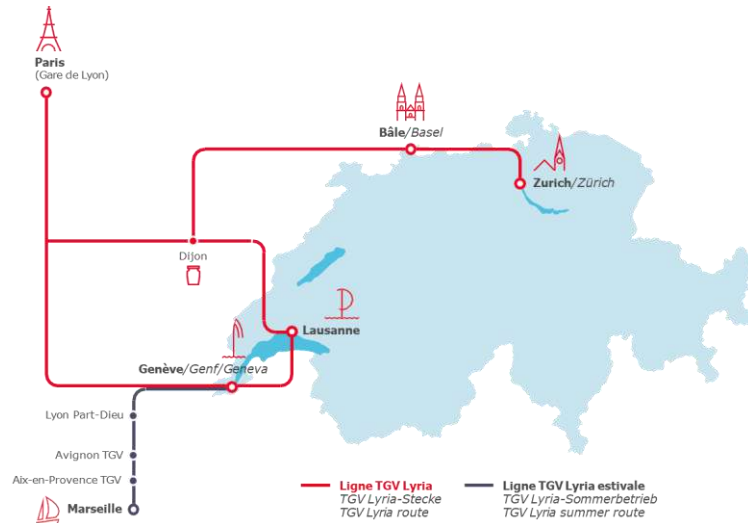 Paris
(Gare de Lyon)
Bâle/Basel
Zurich/Zürich
Dijon
Lausanne
Genève/Genf/Geneva
Lyon Part-Dieu
Avignon TGV
Aix-en-Provence TGV
Marseille
Ligne TGV Lyria
TGV Lyria-Stecke
TGV Lyria route
Ligne TGV Lyria estivale
TGV Lyria-Sommerbetrieb
TGV Lyria summer route